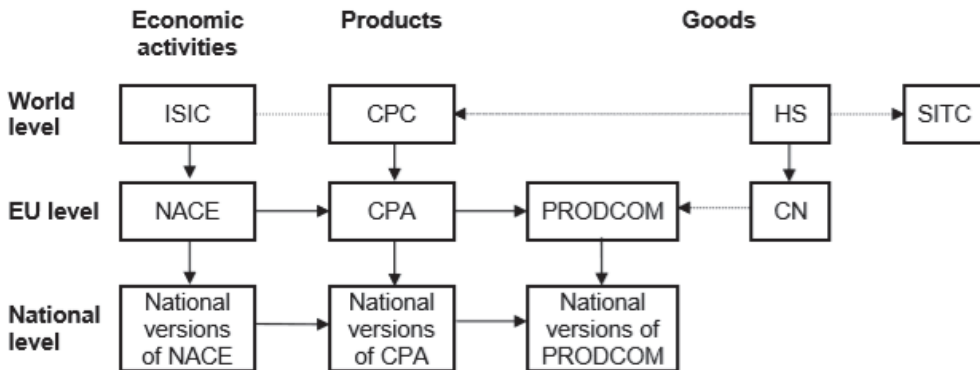 Economic
activities
Products
Goods
World
level
ISIC
CPC
HS
SITC
EU level
NACE
CPA
PRODCOM
CN
National
level
National
versions
of NACE
National
versions
of CPA
National
versions of
PRODCOM